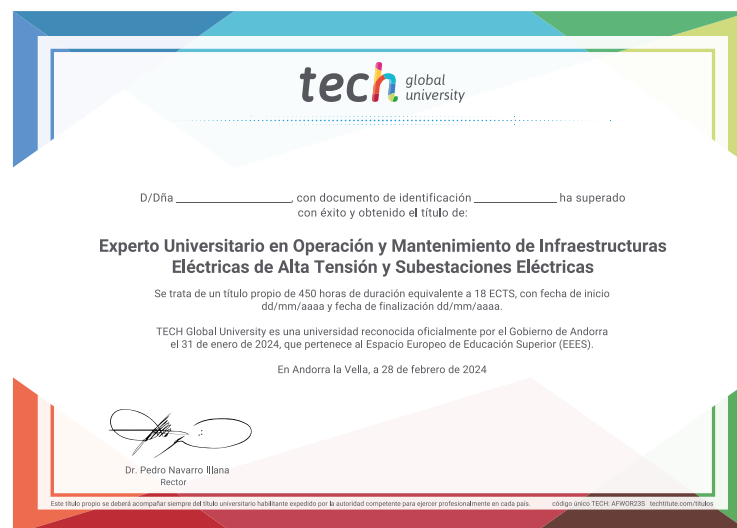 tech global university
D/Dña ____________________, con documento de identificación ______________ ha superado
con éxito y obtenido el título de:
Experto Universitario en Operación y Mantenimiento de Infraestructuras
Eléctricas de Alta Tensión y Subestaciones Eléctricas
Se trata de un título propio de 450 horas de duración equivalente a 18 ECTS, con fecha de inicio
dd/mm/aaaa y fecha de finalización dd/mm/aaaa.
TECH Global University es una universidad reconocida oficialmente por el Gobierno de Andorra
el 31 de enero de 2024, que pertenece al Espacio Europeo de Educación Superior (EEES).
En Andorra la Vella, a 28 de febrero de 2024
Dr. Pedro Navarro Illana
Rector
Este título propio se deberá acompañar siempre del título universitario habilitante expedido por la autoridad competente para ejercer profesionalmente en cada país. código único TECH: AFWOR23S techtitute.com/titulos